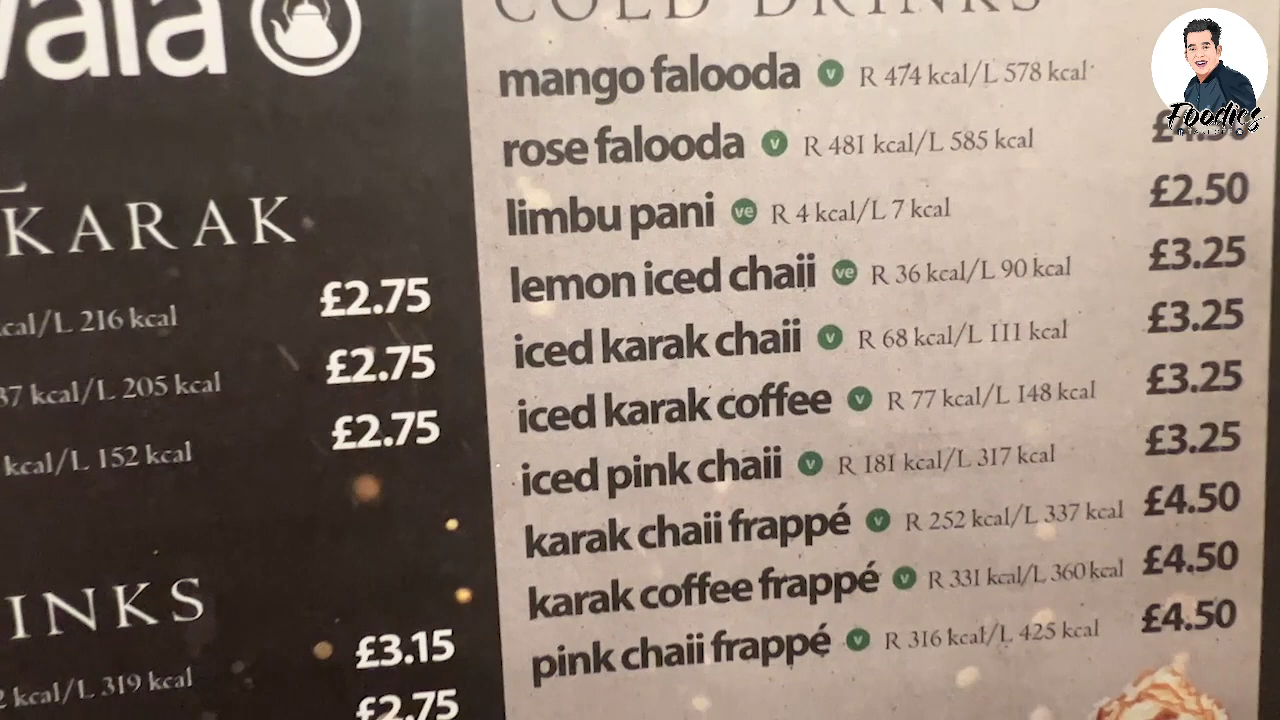 KARAK
L 216 kcal £2.75
kcal/L 205 kcal £2.75
kcal/L 152 kcal £2.75
£3.15
kcal/L 319 kcal
£2.75
COLD DRINKS
mango falooda v R 474 kcal/L 578 kcal
rose falooda v R 481 kcal/L 585 kcal
limbu pani ve R 4 kcal/L 7 kcal £2.50
lemon iced chaii ve R 36 kcal/L 90 kcal £3.25
iced karak chaii v R 68 kcal/L 111 kcal £3.25
iced karak coffee v R 77 kcal/L 148 kcal £3.25
iced pink chaii v R 181 kcal/L 317 kcal £3.25
karak chaii frappé v R 252 kcal/L 337 kcal £4.50
karak coffee frappé v R 331 kcal/L 360 kcal £4.50
pink chaii frappé v R 316 kcal/L 425 kcal £4.50
Foodies